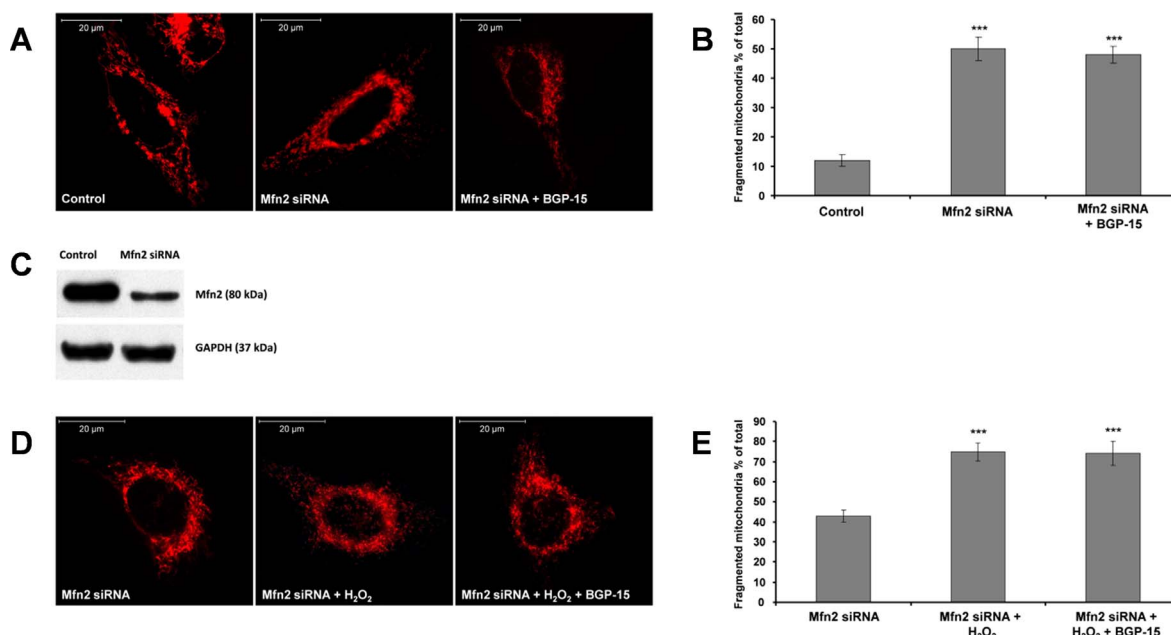 A
20 µm
20 µm
20 µm
Control
Mfn2 siRNA
Mfn2 siRNA + BGP-15
B
Fragmented mitochondria % of total
60
50
40
30
20
10
0
***
***
Control
Mfn2 siRNA
Mfn2 siRNA
+ BGP-15
C
Control
Mfn2 siRNA
Mfn2 (80 kDa)
GAPDH (37 kDa)
D
20 µm
20 µm
20 µm
Mfn2 siRNA
Mfn2 siRNA + H₂O₂
Mfn2 siRNA + H₂O₂ + BGP-15
E
Fragmented mitochondria % of total
90
80
70
60
50
40
30
20
10
0
***
***
Mfn2 siRNA
Mfn2 siRNA +
H₂O₂
Mfn2 siRNA +
H₂O₂ + BGP-15